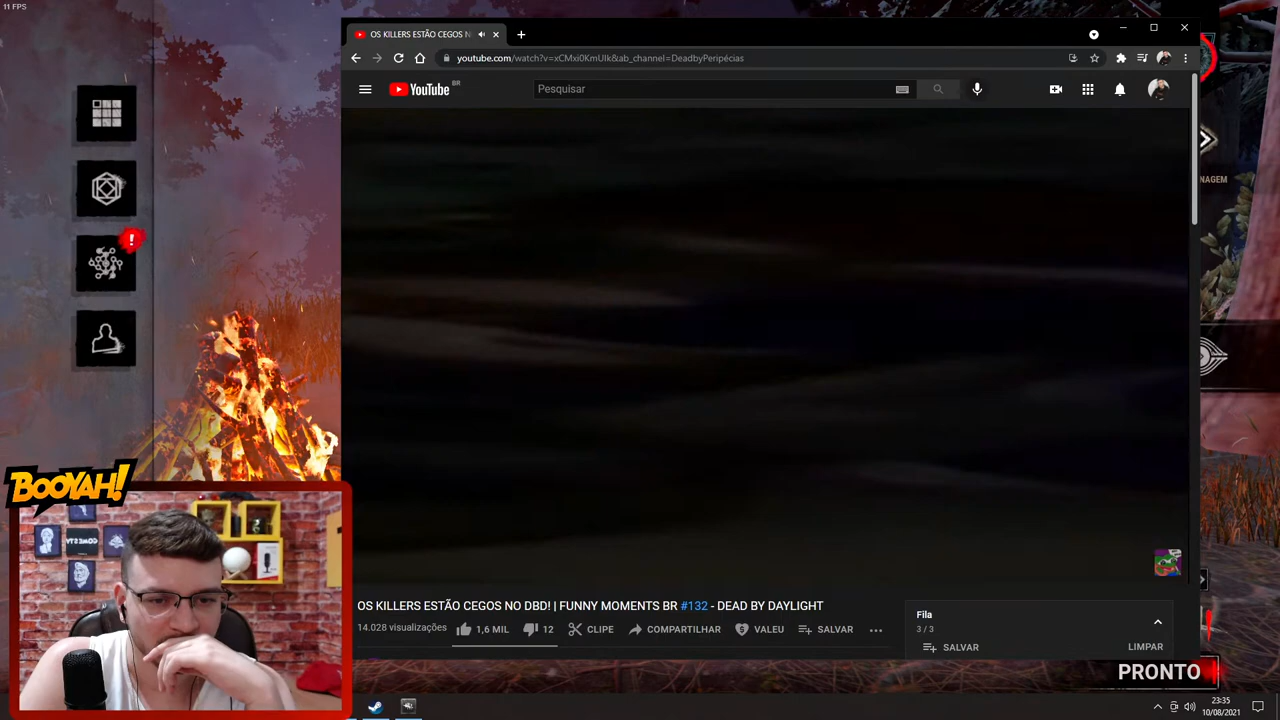 11 FPS
OS KILLERS ESTÃO CEGOS N
youtube.com/watch?v=xCMxi0KmUIk&ab_channel=DeadbyPeripécias
YouTube BR
Pesquisar
NAGEM
BOOYAH!
OS KILLERS ESTÃO CEGOS NO DBD! | FUNNY MOMENTS BR #132 - DEAD BY DAYLIGHT
14.028 visualizações
1,6 MIL
12
CLIPE
COMPARTILHAR
VALEU
SALVAR
Fila
3 / 3
SALVAR
LIMPAR
PRONTO
23:35
10/08/2021